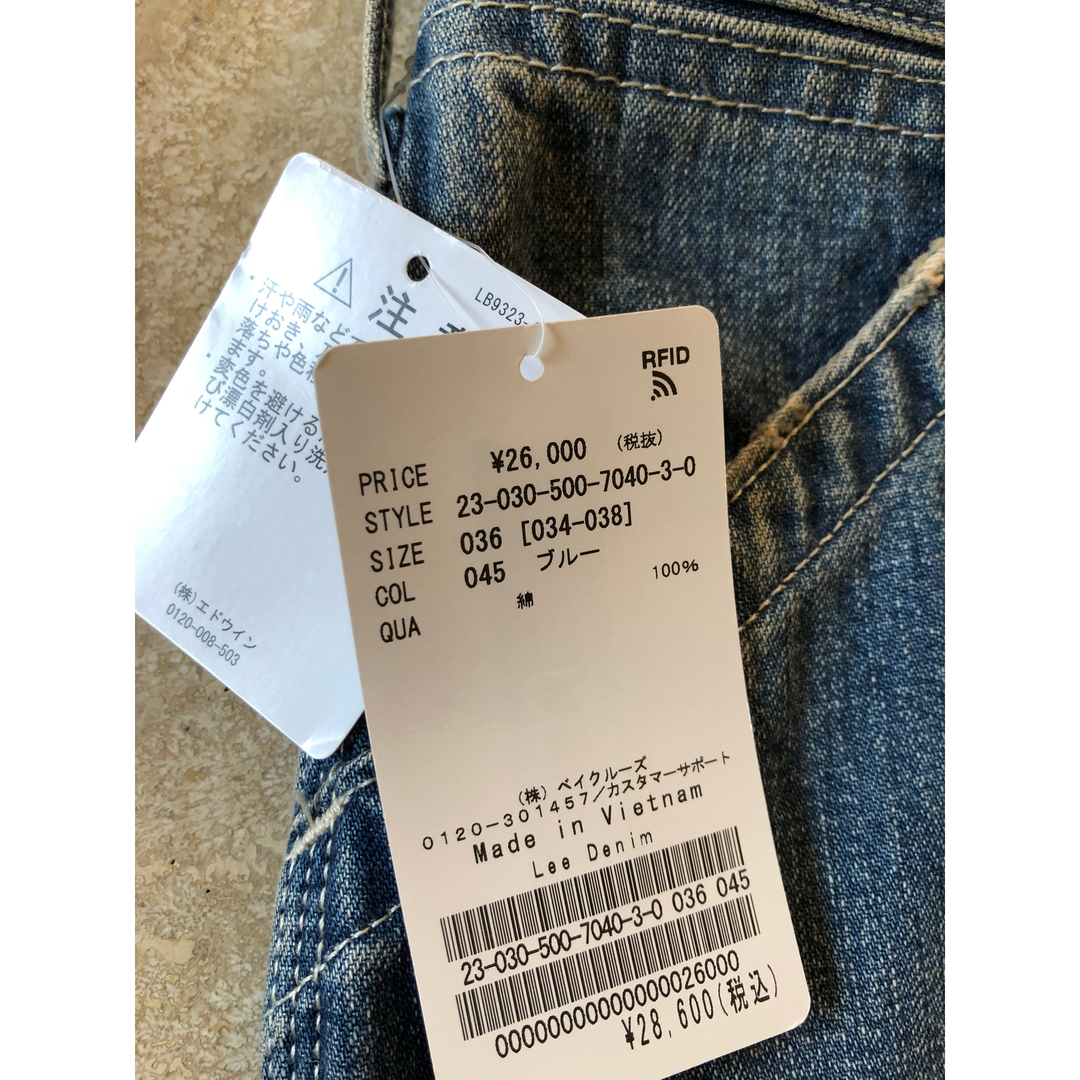 LB9323-
注
・汗や雨など
けおき、
落ちや色
ます。
・変色を避ける
び漂白剤入り洗
けてください。
(株)エドウイン
0120-008-503
RFID
PRICE ¥26,000 (税抜)
STYLE 23-030-500-7040-3-0
SIZE 036 [034-038]
COL 045 ブルー
QUA 綿 100%
(株) ベイクルーズ
0120-301457/カスタマーサポート
Made in Vietnam
Lee Denim
23-030-500-7040-3-0 036 045
0000000000000026000
¥28,600(税込)